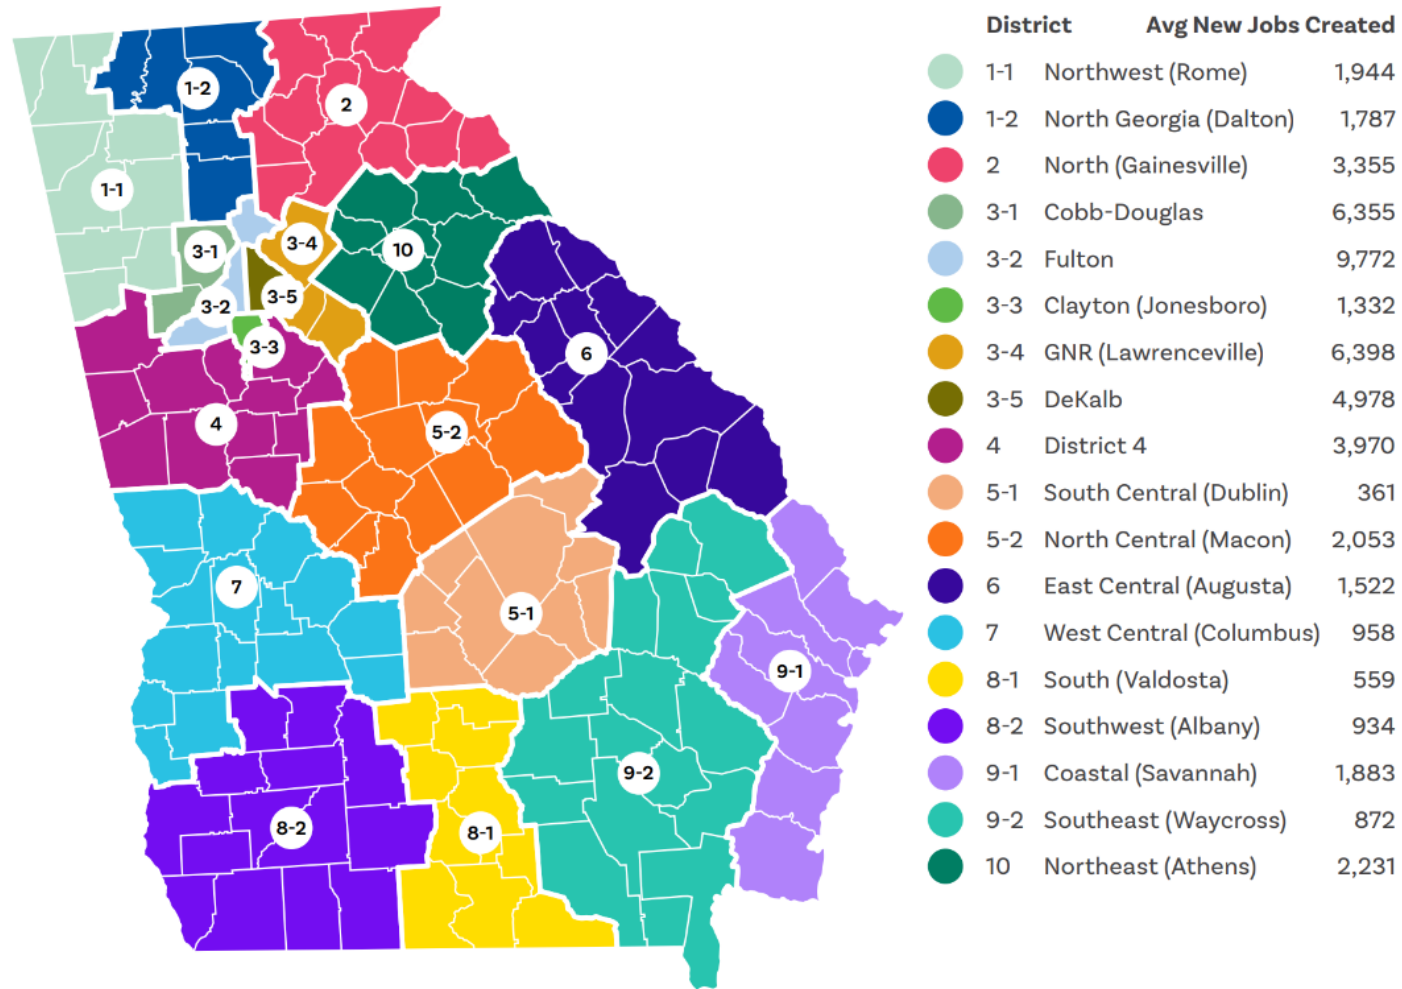 District Avg New Jobs Created
1-1 Northwest (Rome) 1,944
1-2 North Georgia (Dalton) 1,787
2 North (Gainesville) 3,355
3-1 Cobb-Douglas 6,355
3-2 Fulton 9,772
3-3 Clayton (Jonesboro) 1,332
3-4 GNR (Lawrenceville) 6,398
3-5 DeKalb 4,978
4 District 4 3,970
5-1 South Central (Dublin) 361
5-2 North Central (Macon) 2,053
6 East Central (Augusta) 1,522
7 West Central (Columbus) 958
8-1 South (Valdosta) 559
8-2 Southwest (Albany) 934
9-1 Coastal (Savannah) 1,883
9-2 Southeast (Waycross) 872
10 Northeast (Athens) 2,231
1-2
2
1-1
3-1
3-4
10
3-2
3-5
3-3
6
4
5-2
7
5-1
9-1
9-2
8-2
8-1